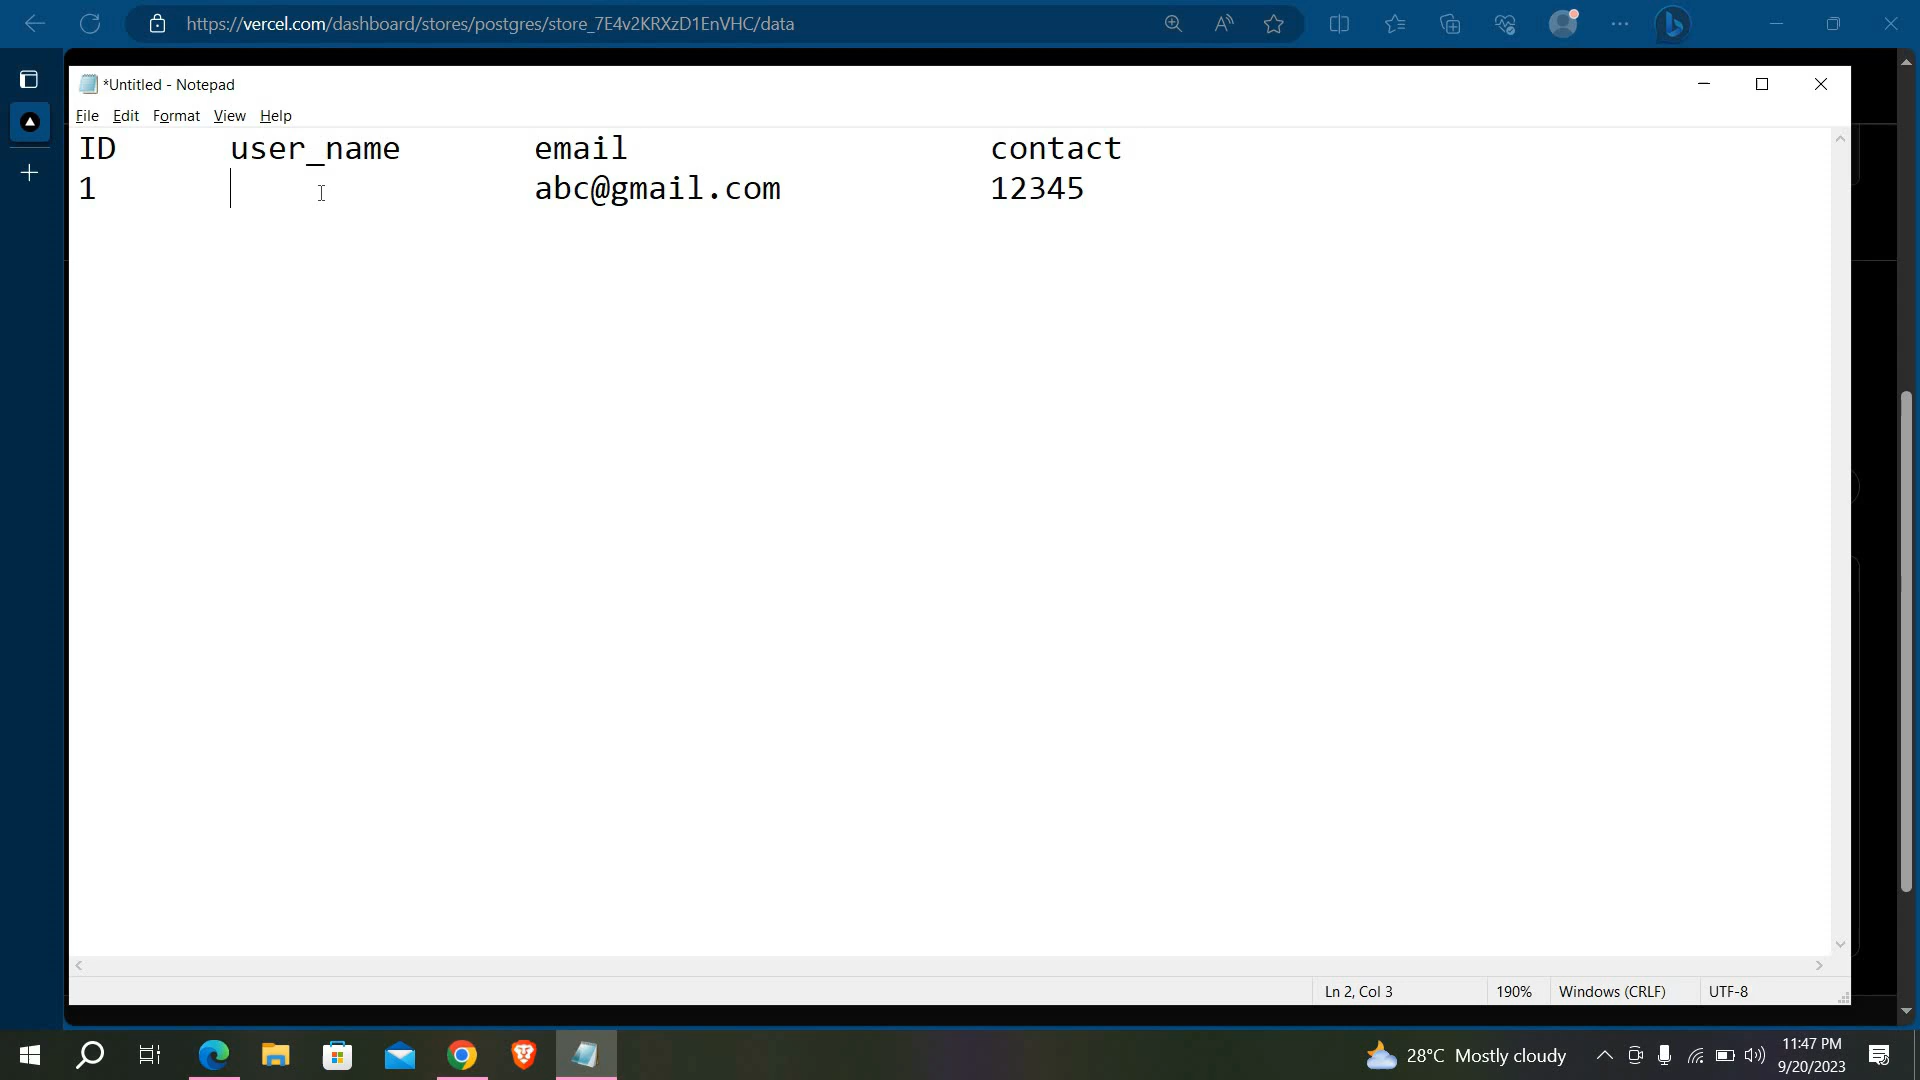 https://vercel.com/dashboard/stores/postgres/store_7E4v2KRXzD1EnVHC/data
*Untitled - Notepad
File Edit Format View Help
ID user_name email contact
1 abc@gmail.com 12345
Ln 2, Col 3 190% Windows (CRLF) UTF-8
28°C Mostly cloudy
11:47 PM
9/20/2023